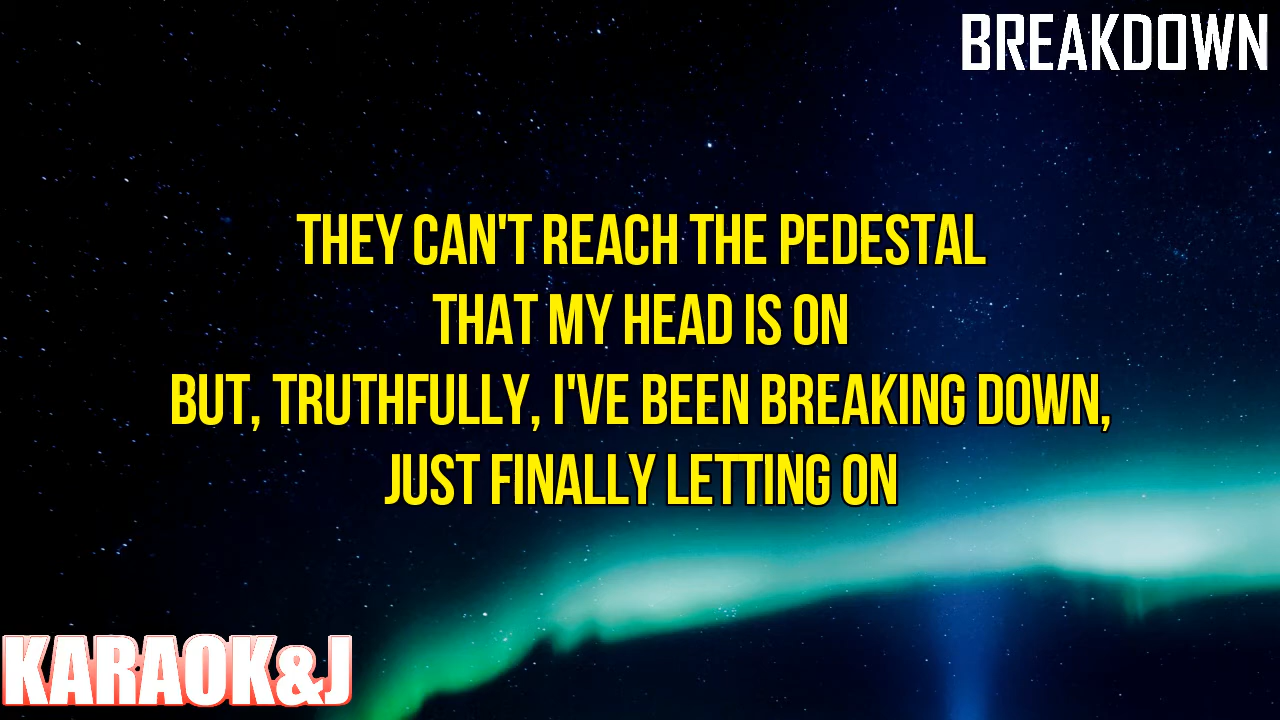 BREAKDOWN
THEY CAN'T REACH THE PEDESTAL
THAT MY HEAD IS ON
BUT, TRUTHFULLY, I'VE BEEN BREAKING DOWN,
JUST FINALLY LETTING ON
KARAOK&J